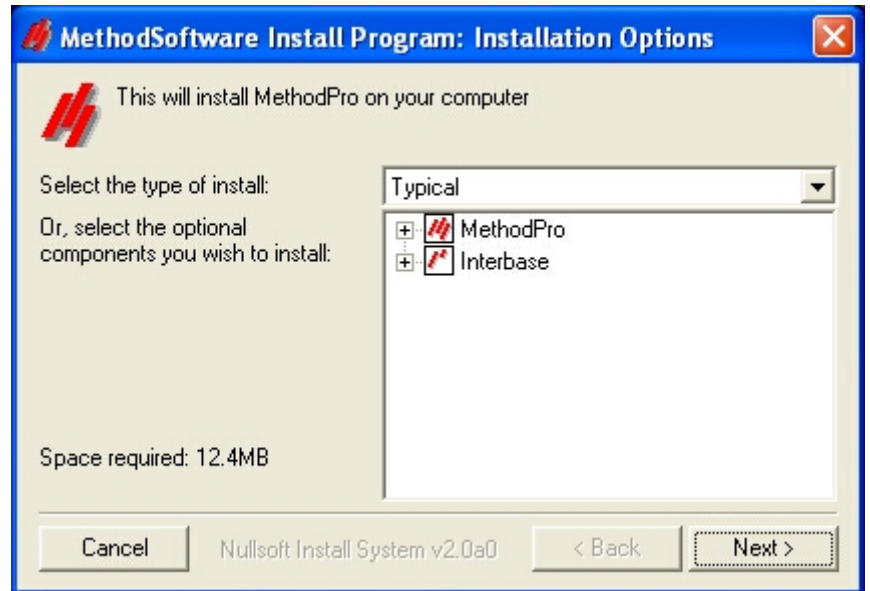 MethodSoftware Install Program: Installation Options
This will install MethodPro on your computer
Select the type of install:
Typical
Or, select the optional
components you wish to install:
MethodPro
Interbase
Space required: 12.4MB
Cancel
Nullsoft Install System v2.0a0
< Back
Next >